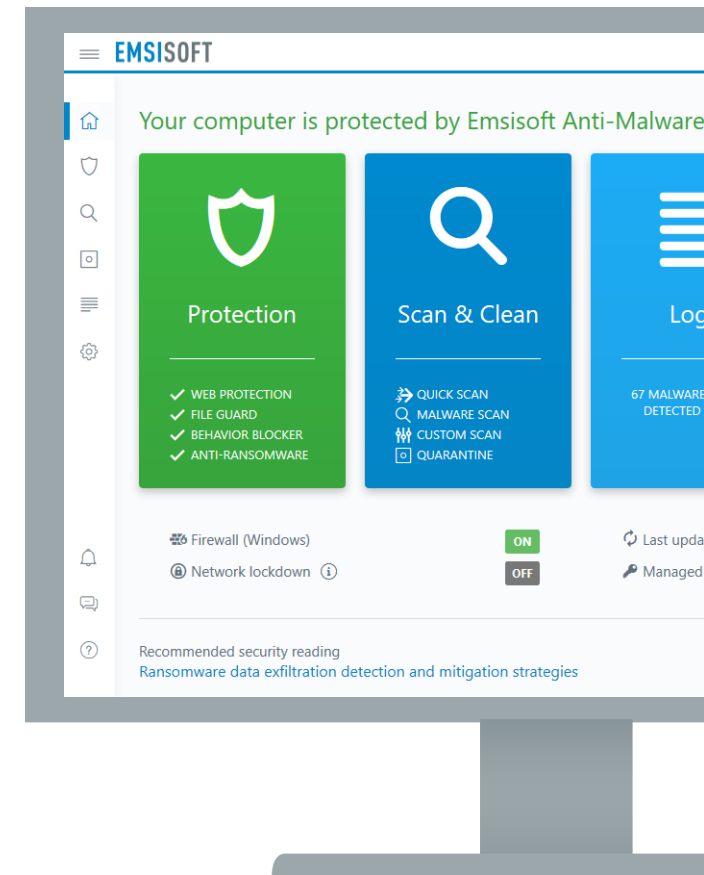 EMSISOFT
Your computer is protected by Emsisoft Anti-Malware
Protection
WEB PROTECTION
FILE GUARD
BEHAVIOR BLOCKER
ANTI-RANSOMWARE
Scan & Clean
QUICK SCAN
MALWARE SCAN
CUSTOM SCAN
QUARANTINE
67 MALWARE
DETECTED
Firewall (Windows)
ON
Last
Network lockdown
OFF
Managed
Recommended security reading
Ransomware data exfiltration detection and mitigation strategies